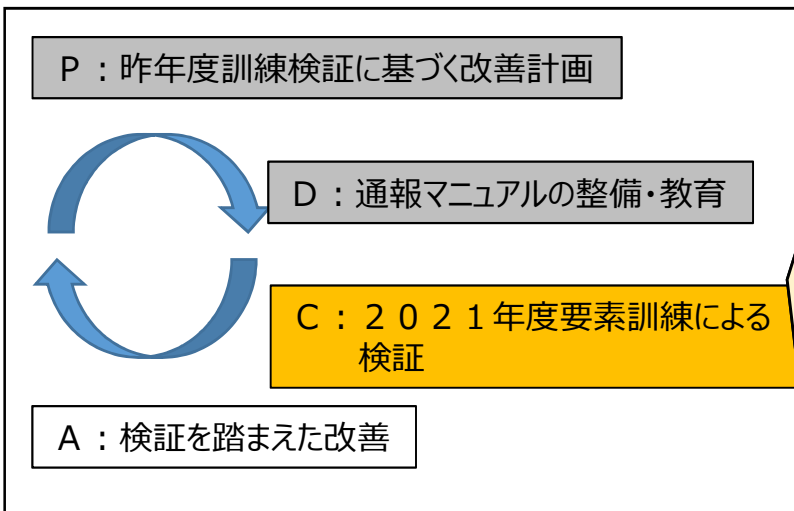 P：昨年度訓練検証に基づく改善計画
D：通報マニュアルの整備・教育
C：２０２１年度要素訓練による
検証
A：検証を踏まえた改善